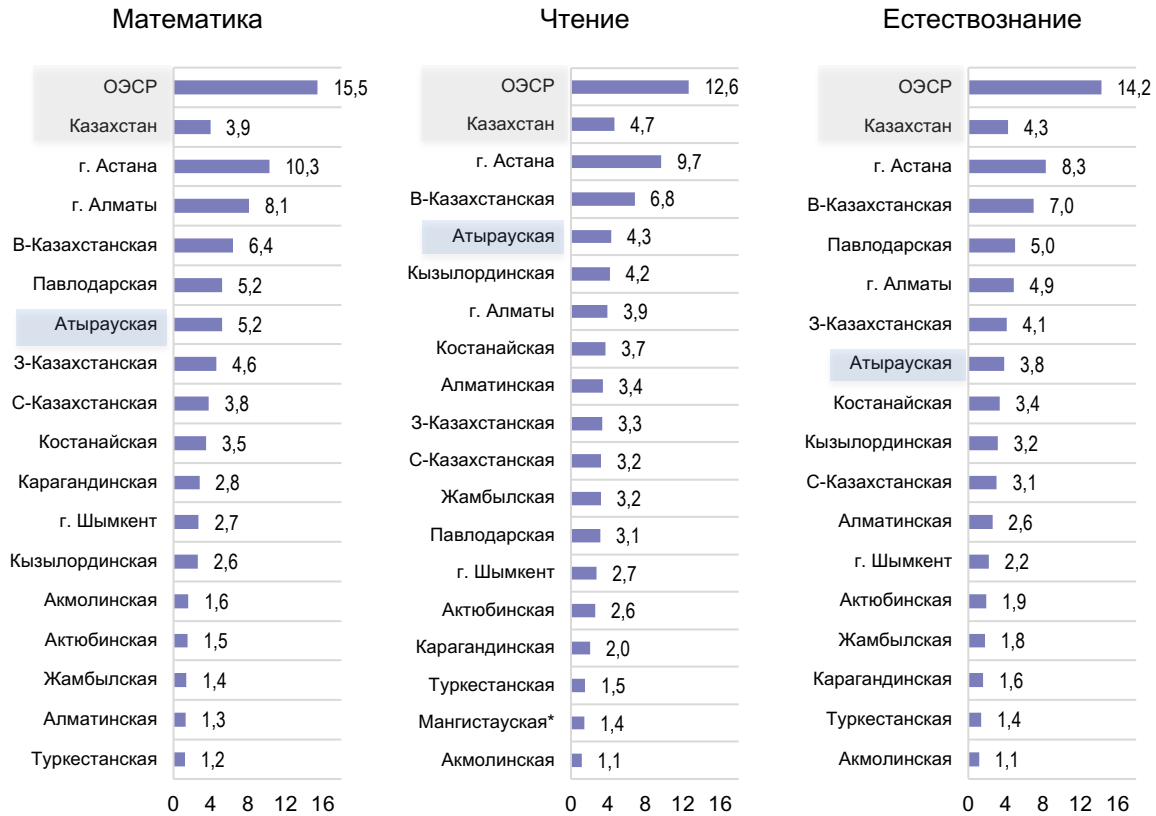 Математика
ОЭСР 15,5
Казахстан 3,9
г. Астана 10,3
г. Алматы 8,1
В-Казахстанская 6,4
Павлодарская 5,2
Атырауская 5,2
З-Казахстанская 4,6
С-Казахстанская 3,8
Костанайская 3,5
Карагандинская 2,8
г. Шымкент 2,7
Кызылординская 2,6
Акмолинская 1,6
Актюбинская 1,5
Жамбылская 1,4
Алматинская 1,3
Туркестанская 1,2
0 4 8 12 16
Чтение
ОЭСР 12,6
Казахстан 4,7
г. Астана 9,7
В-Казахстанская 6,8
Атырауская 4,3
Кызылординская 4,2
г. Алматы 3,9
Костанайская 3,7
Алматинская 3,4
З-Казахстанская 3,3
С-Казахстанская 3,2
Жамбылская 3,2
Павлодарская 3,1
г. Шымкент 2,7
Актюбинская 2,6
Карагандинская 2,0
Туркестанская 1,5
Мангистауская* 1,4
Акмолинская 1,1
0 4 8 12 16
Естествознание
ОЭСР 14,2
Казахстан 4,3
г. Астана 8,3
В-Казахстанская 7,0
Павлодарская 5,0
г. Алматы 4,9
З-Казахстанская 4,1
Атырауская 3,8
Костанайская 3,4
Кызылординская 3,2
С-Казахстанская 3,1
Алматинская 2,6
г. Шымкент 2,2
Актюбинская 1,9
Жамбылская 1,8
Карагандинская 1,6
Туркестанская 1,4
Акмолинская 1,1
0 4 8 12 16